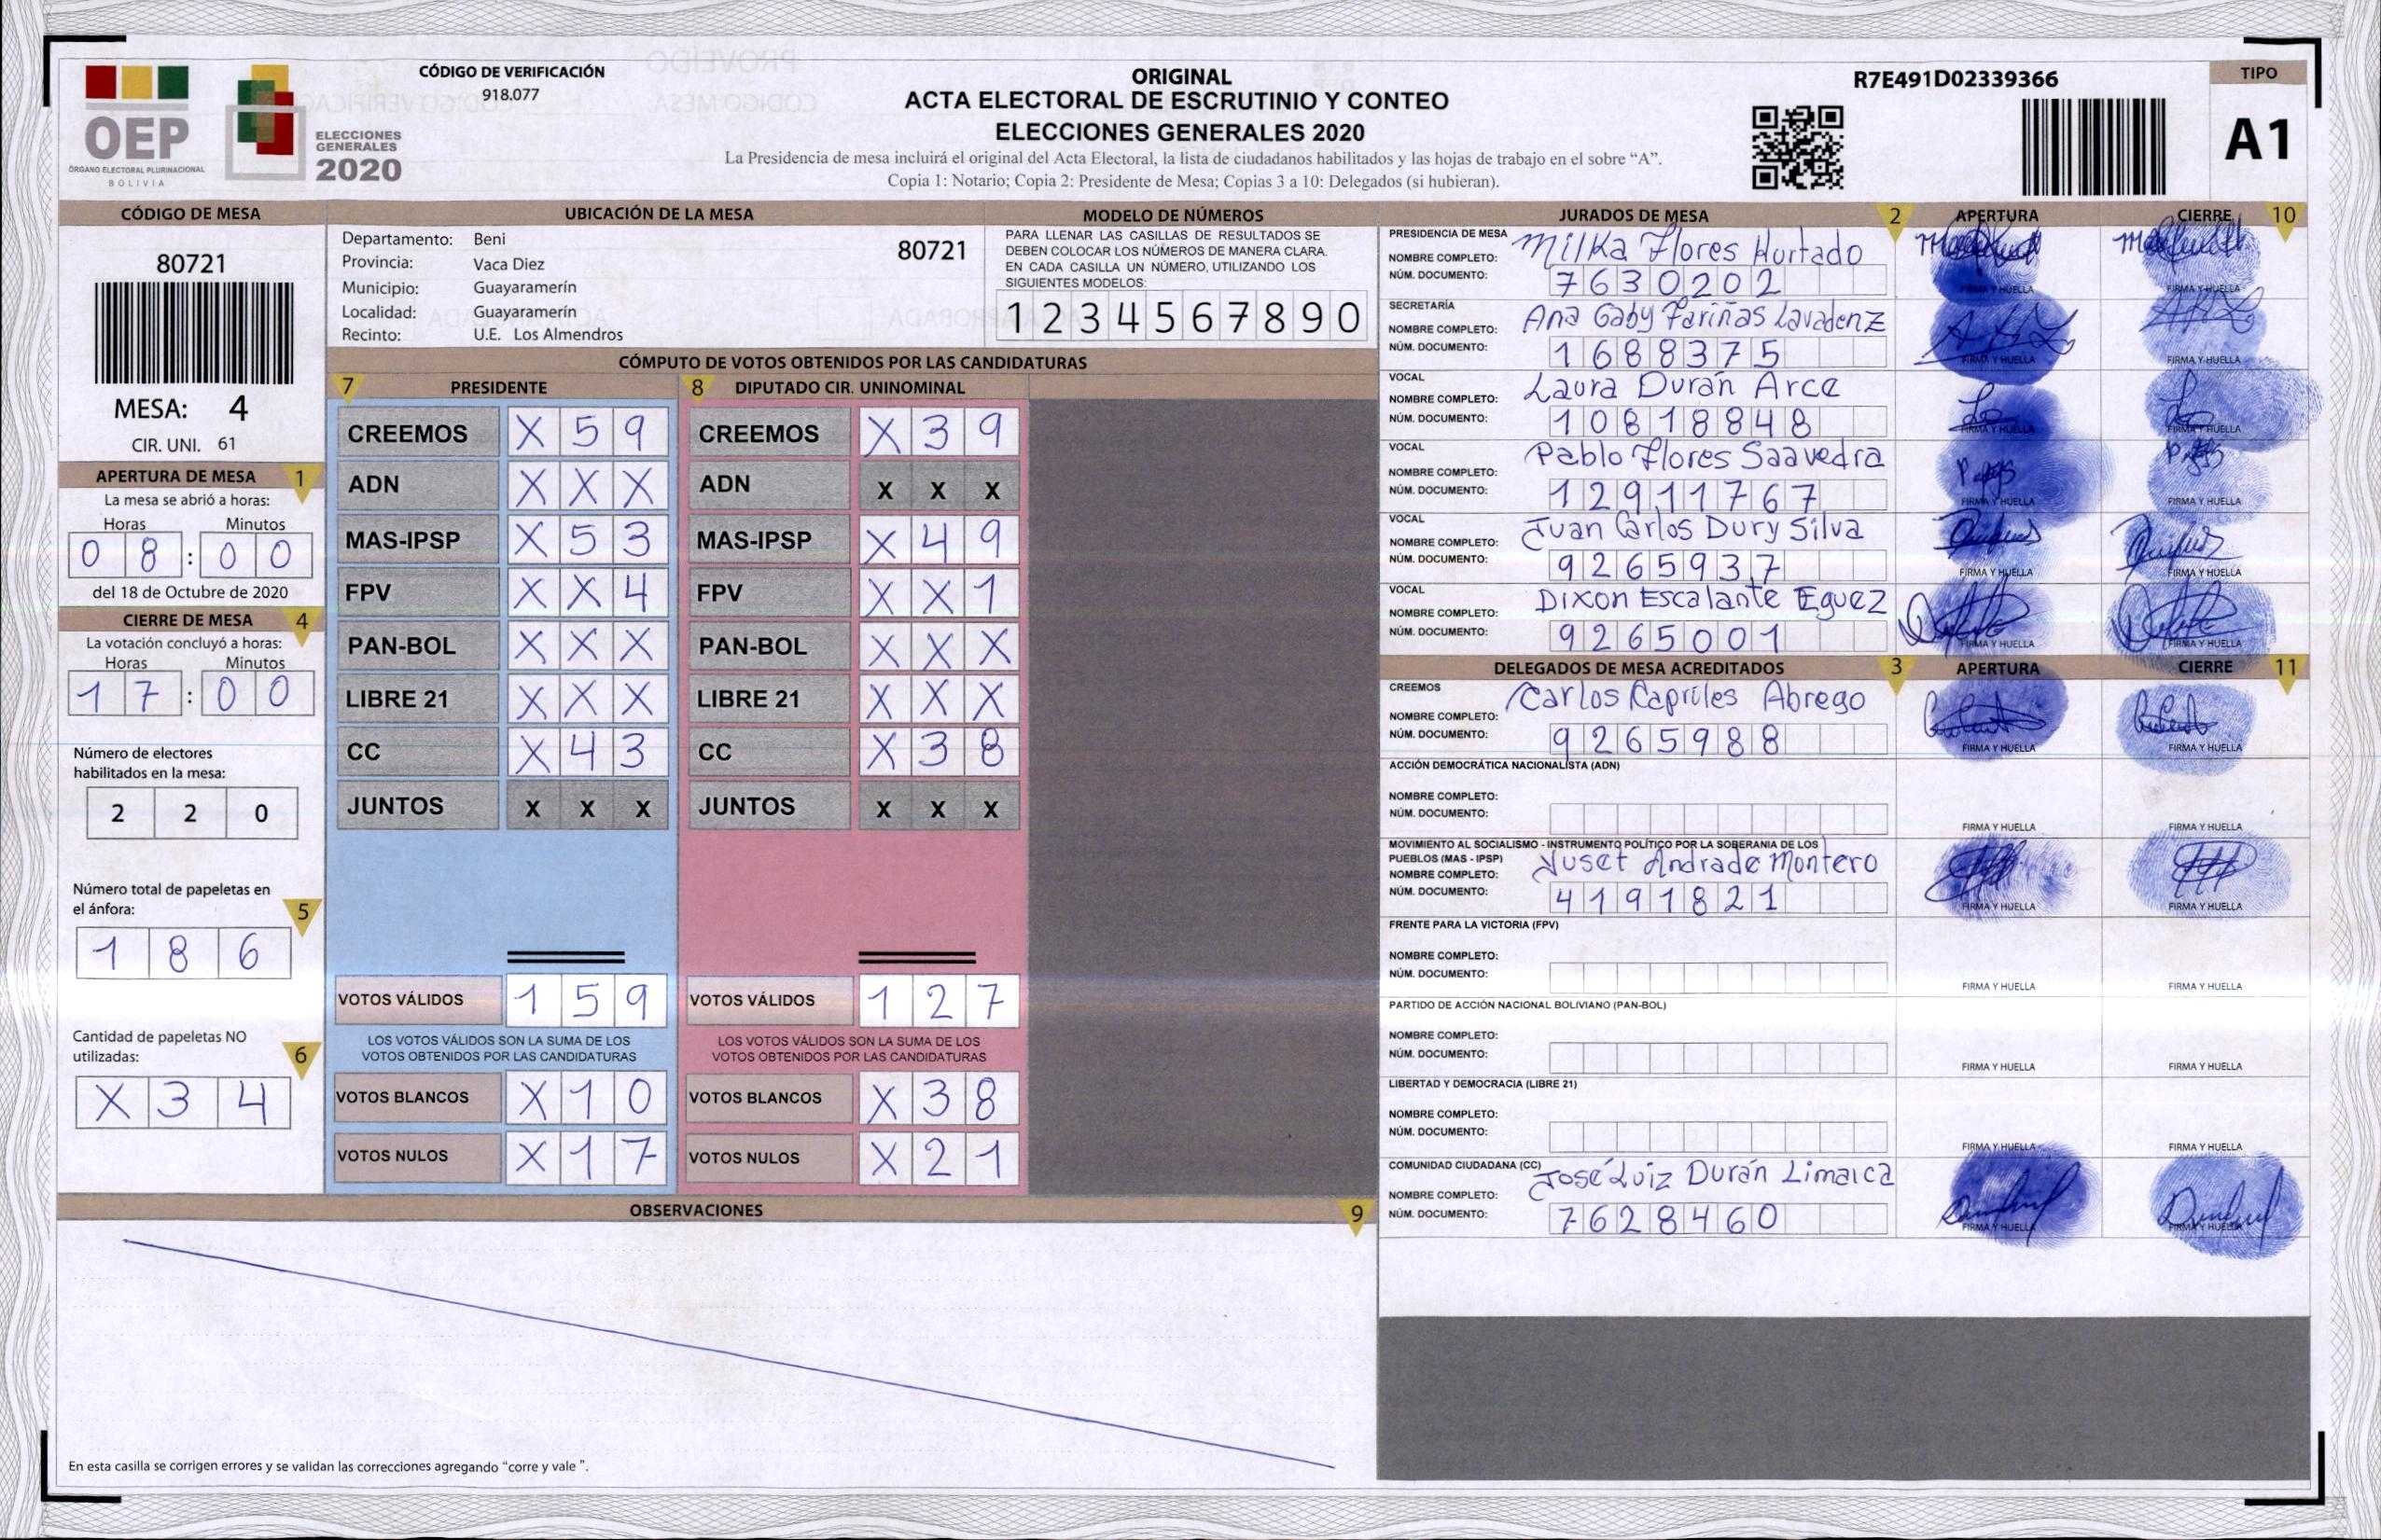 CÓDIGO DE VERIFICACIÓN
918.077
OEP
ÓRGANO ELECTORAL PLURINACIONAL
BOLIVIA
ELECCIONES
GENERALES
2020
ORIGINAL
ACTA ELECTORAL DE ESCRUTINIO Y CONTEO
ELECCIONES GENERALES 2020
La Presidencia de mesa incluirá el original del Acta Electoral, la lista de ciudadanos habilitados y las hojas de trabajo en el sobre “A”.
Copia 1: Notario; Copia 2: Presidente de Mesa; Copias 3 a 10: Delegados (si hubieran).
R7E491D02339366
TIPO
A1
CÓDIGO DE MESA
80721
MESA: 4
CIR. UNI. 61
APERTURA DE MESA 1
La mesa se abrió a horas:
Horas Minutos
0 8 : 0 0
del 18 de Octubre de 2020
CIERRE DE MESA 4
La votación concluyó a horas:
Horas Minutos
1 7 : 0 0
Número de electores
habilitados en la mesa:
2 2 0
Número total de papeletas en
el ánfora: 5
1 8 6
Cantidad de papeletas NO
utilizadas: 6
X 3 4
UBICACIÓN DE LA MESA
Departamento: Beni 80721
Provincia: Vaca Diez
Municipio: Guayaramerín
Localidad: Guayaramerín
Recinto: U.E. Los Almendros
MODELO DE NÚMEROS
PARA LLENAR LAS CASILLAS DE RESULTADOS SE
DEBEN COLOCAR LOS NÚMEROS DE MANERA CLARA.
EN CADA CASILLA UN NÚMERO, UTILIZANDO LOS
SIGUIENTES MODELOS:
1 2 3 4 5 6 7 8 9 0
CÓMPUTO DE VOTOS OBTENIDOS POR LAS CANDIDATURAS
7 PRESIDENTE
CREEMOS X 5 9
ADN X X X
MAS-IPSP X 5 3
FPV X X 4
PAN-BOL X X X
LIBRE 21 X X X
CC X 4 3
JUNTOS X X X
VOTOS VÁLIDOS 1 5 9
LOS VOTOS VÁLIDOS SON LA SUMA DE LOS
VOTOS OBTENIDOS POR LAS CANDIDATURAS
VOTOS BLANCOS X 1 0
VOTOS NULOS X 1 7
8 DIPUTADO CIR. UNINOMINAL
CREEMOS X 3 9
ADN X X X
MAS-IPSP X 4 9
FPV X X 1
PAN-BOL X X X
LIBRE 21 X X X
CC X 3 8
JUNTOS X X X
VOTOS VÁLIDOS 1 2 7
LOS VOTOS VÁLIDOS SON LA SUMA DE LOS
VOTOS OBTENIDOS POR LAS CANDIDATURAS
VOTOS BLANCOS X 3 8
VOTOS NULOS X 2 1
OBSERVACIONES 9
En esta casilla se corrigen errores y se validan las correcciones agregando “corre y vale ”.
JURADOS DE MESA 2 APERTURA CIERRE 10
PRESIDENCIA DE MESA
NOMBRE COMPLETO: Milka Flores Hurtado
NÚM. DOCUMENTO: 7630202
FIRMA Y HUELLA FIRMA Y HUELLA
SECRETARÍA
NOMBRE COMPLETO: Ana Gaby Fariñas Lavadenz
NÚM. DOCUMENTO: 1688375
FIRMA Y HUELLA FIRMA Y HUELLA
VOCAL
NOMBRE COMPLETO: Laura Durán Arce
NÚM. DOCUMENTO: 10818848
FIRMA Y HUELLA FIRMA Y HUELLA
VOCAL
NOMBRE COMPLETO: Pablo Flores Saavedra
NÚM. DOCUMENTO: 12911767
FIRMA Y HUELLA FIRMA Y HUELLA
VOCAL
NOMBRE COMPLETO: Juan Carlos Dury Silva
NÚM. DOCUMENTO: 9265937
FIRMA Y HUELLA FIRMA Y HUELLA
VOCAL
NOMBRE COMPLETO: Dixon Escalante Eguez
NÚM. DOCUMENTO: 9265001
FIRMA Y HUELLA FIRMA Y HUELLA
DELEGADOS DE MESA ACREDITADOS 3 APERTURA CIERRE 11
CREEMOS
NOMBRE COMPLETO: Carlos Kapriles Abrego
NÚM. DOCUMENTO: 9265988
FIRMA Y HUELLA FIRMA Y HUELLA
ACCIÓN DEMOCRÁTICA NACIONALÍSTA (ADN)
NOMBRE COMPLETO:
NÚM. DOCUMENTO:
FIRMA Y HUELLA FIRMA Y HUELLA
MOVIMIENTO AL SOCIALISMO - INSTRUMENTO POLÍTICO POR LA SOBERANIA DE LOS
PUEBLOS (MAS - IPSP)
NOMBRE COMPLETO: Yuset Andrade Montero
NÚM. DOCUMENTO: 4191821
FIRMA Y HUELLA FIRMA Y HUELLA
FRENTE PARA LA VICTORIA (FPV)
NOMBRE COMPLETO:
NÚM. DOCUMENTO:
FIRMA Y HUELLA FIRMA Y HUELLA
PARTIDO DE ACCIÓN NACIONAL BOLIVIANO (PAN-BOL)
NOMBRE COMPLETO:
NÚM. DOCUMENTO:
FIRMA Y HUELLA FIRMA Y HUELLA
LIBERTAD Y DEMOCRACIA (LIBRE 21)
NOMBRE COMPLETO:
NÚM. DOCUMENTO:
FIRMA Y HUELLA FIRMA Y HUELLA
COMUNIDAD CIUDADANA (CC)
NOMBRE COMPLETO: José Luiz Durán Limaica
NÚM. DOCUMENTO: 7628460
FIRMA Y HUELLA FIRMA Y HUELLA